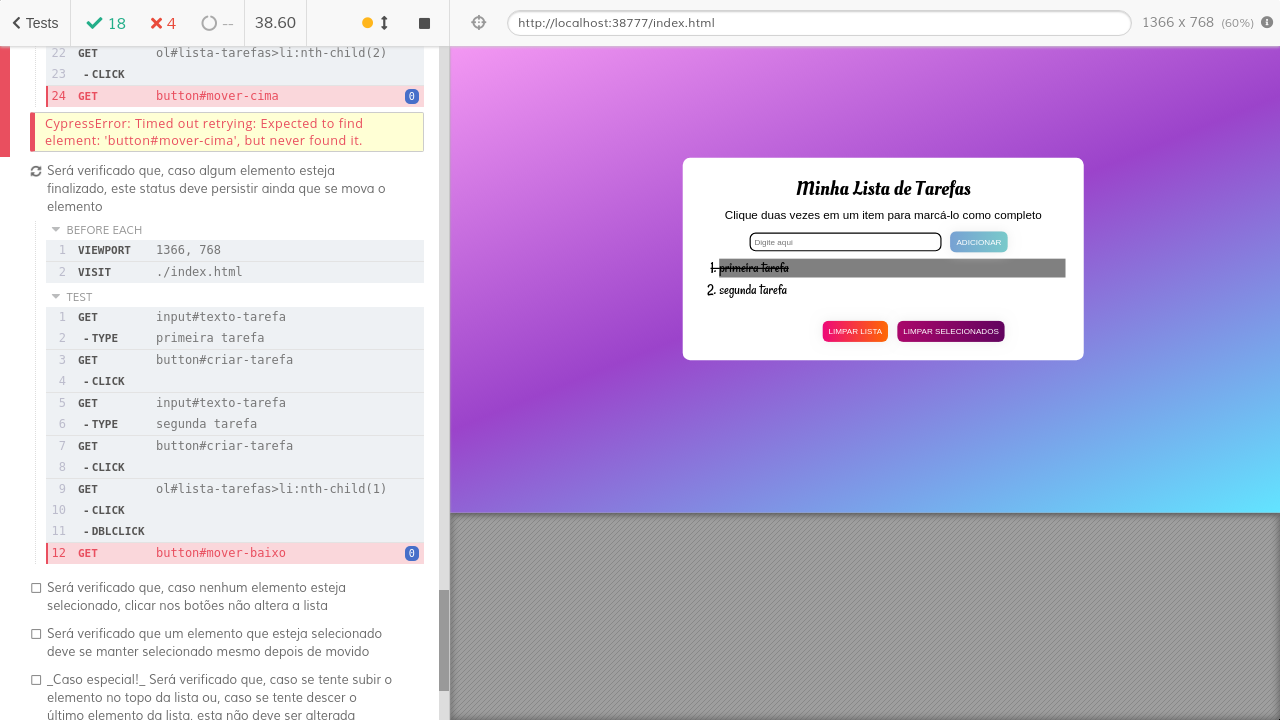 Tests
18
4
--
38.60
http://localhost:38777/index.html
1366 x 768 (60%)
22 GET ol#lista-tarefas>li:nth-child(2)
23 - CLICK
24 GET button#mover-cima 0
CypressError: Timed out retrying: Expected to find
element: 'button#mover-cima', but never found it.
Será verificado que, caso algum elemento esteja
finalizado, este status deve persistir ainda que se mova o
elemento
BEFORE EACH
1 VIEWPORT 1366, 768
2 VISIT ./index.html
TEST
1 GET input#texto-tarefa
2 - TYPE primeira tarefa
3 GET button#criar-tarefa
4 - CLICK
5 GET input#texto-tarefa
6 - TYPE segunda tarefa
7 GET button#criar-tarefa
8 - CLICK
9 GET ol#lista-tarefas>li:nth-child(1)
10 - CLICK
11 - DBLCLICK
12 GET button#mover-baixo 0
Será verificado que, caso nenhum elemento esteja
selecionado, clicar nos botões não altera a lista
Será verificado que um elemento que esteja selecionado
deve se manter selecionado mesmo depois de movido
_Caso especial!_ Será verificado que, caso se tente subir o
elemento no topo da lista ou, caso se tente descer o
último elemento da lista, esta não deve ser alterada
Minha Lista de Tarefas
Clique duas vezes em um item para marcá-lo como completo
Digite aqui
ADICIONAR
1. primeira tarefa
2. segunda tarefa
LIMPAR LISTA
LIMPAR SELECIONADOS